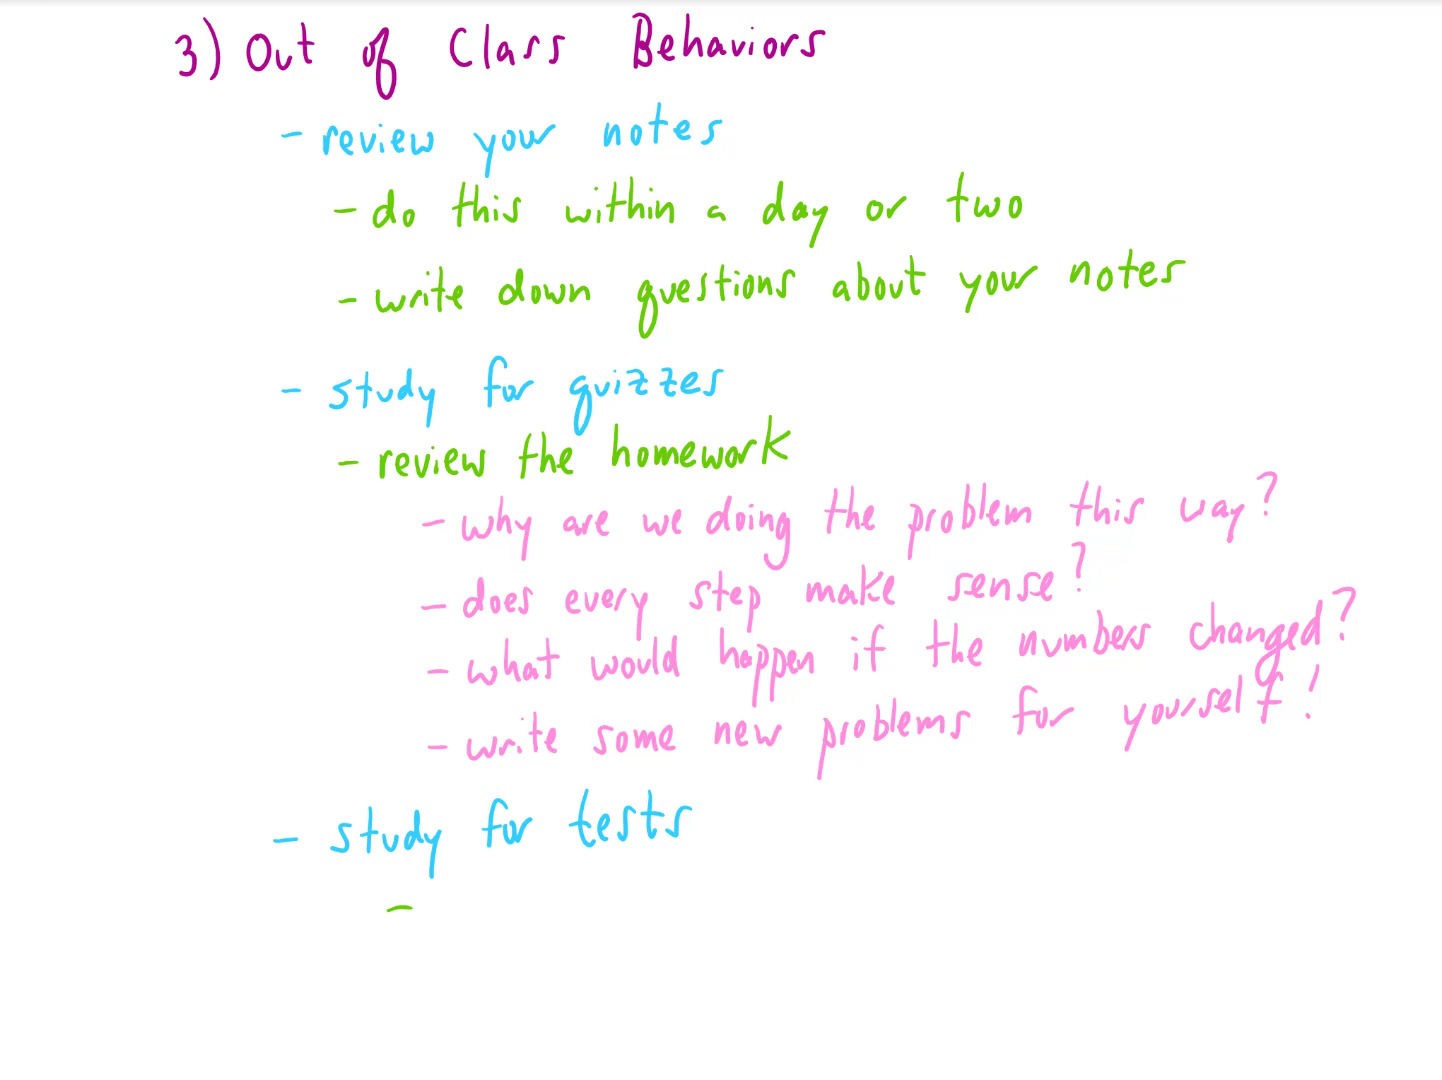 3) Out of Class Behaviors
- review your notes
- do this within a day or two
- write down questions about your notes
- study for quizzes
- review the homework
- why are we doing the problem this way?
- does every step make sense?
- what would happen if the numbers changed?
- write some new problems for yourself!
- study for tests
-